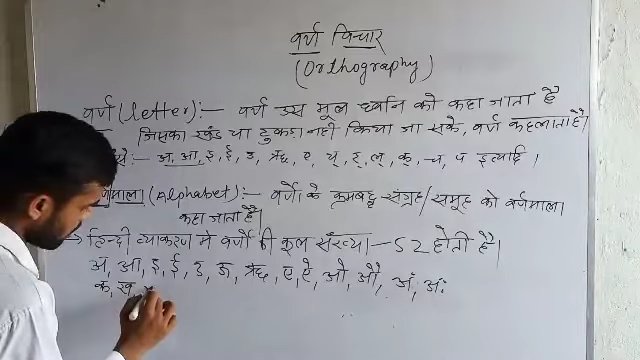 वर्ण विचार
(Orthography)
वर्ण (Letter):- वर्ण उस मूल ध्वनि को कहा जाता है
जिसका खंड या टुकड़ा नहीं किया जा सके, वर्ण कहलाता है।
:- अ, आ, इ, ई, उ, ऋ, ए, य्, र्, ल्, क्, च, प इत्यादि।
(Alphabet):- वर्णों के क्रमबद्ध संग्रह/समूह को वर्णमाला
कहा जाता है।
→ हिन्दी व्याकरण में वर्णों की कुल संख्या - 52 होती है।
अ, आ, इ, ई, उ, ऊ, ऋ, ए, ऐ, ओ, औ, अं, अः
क, ख,